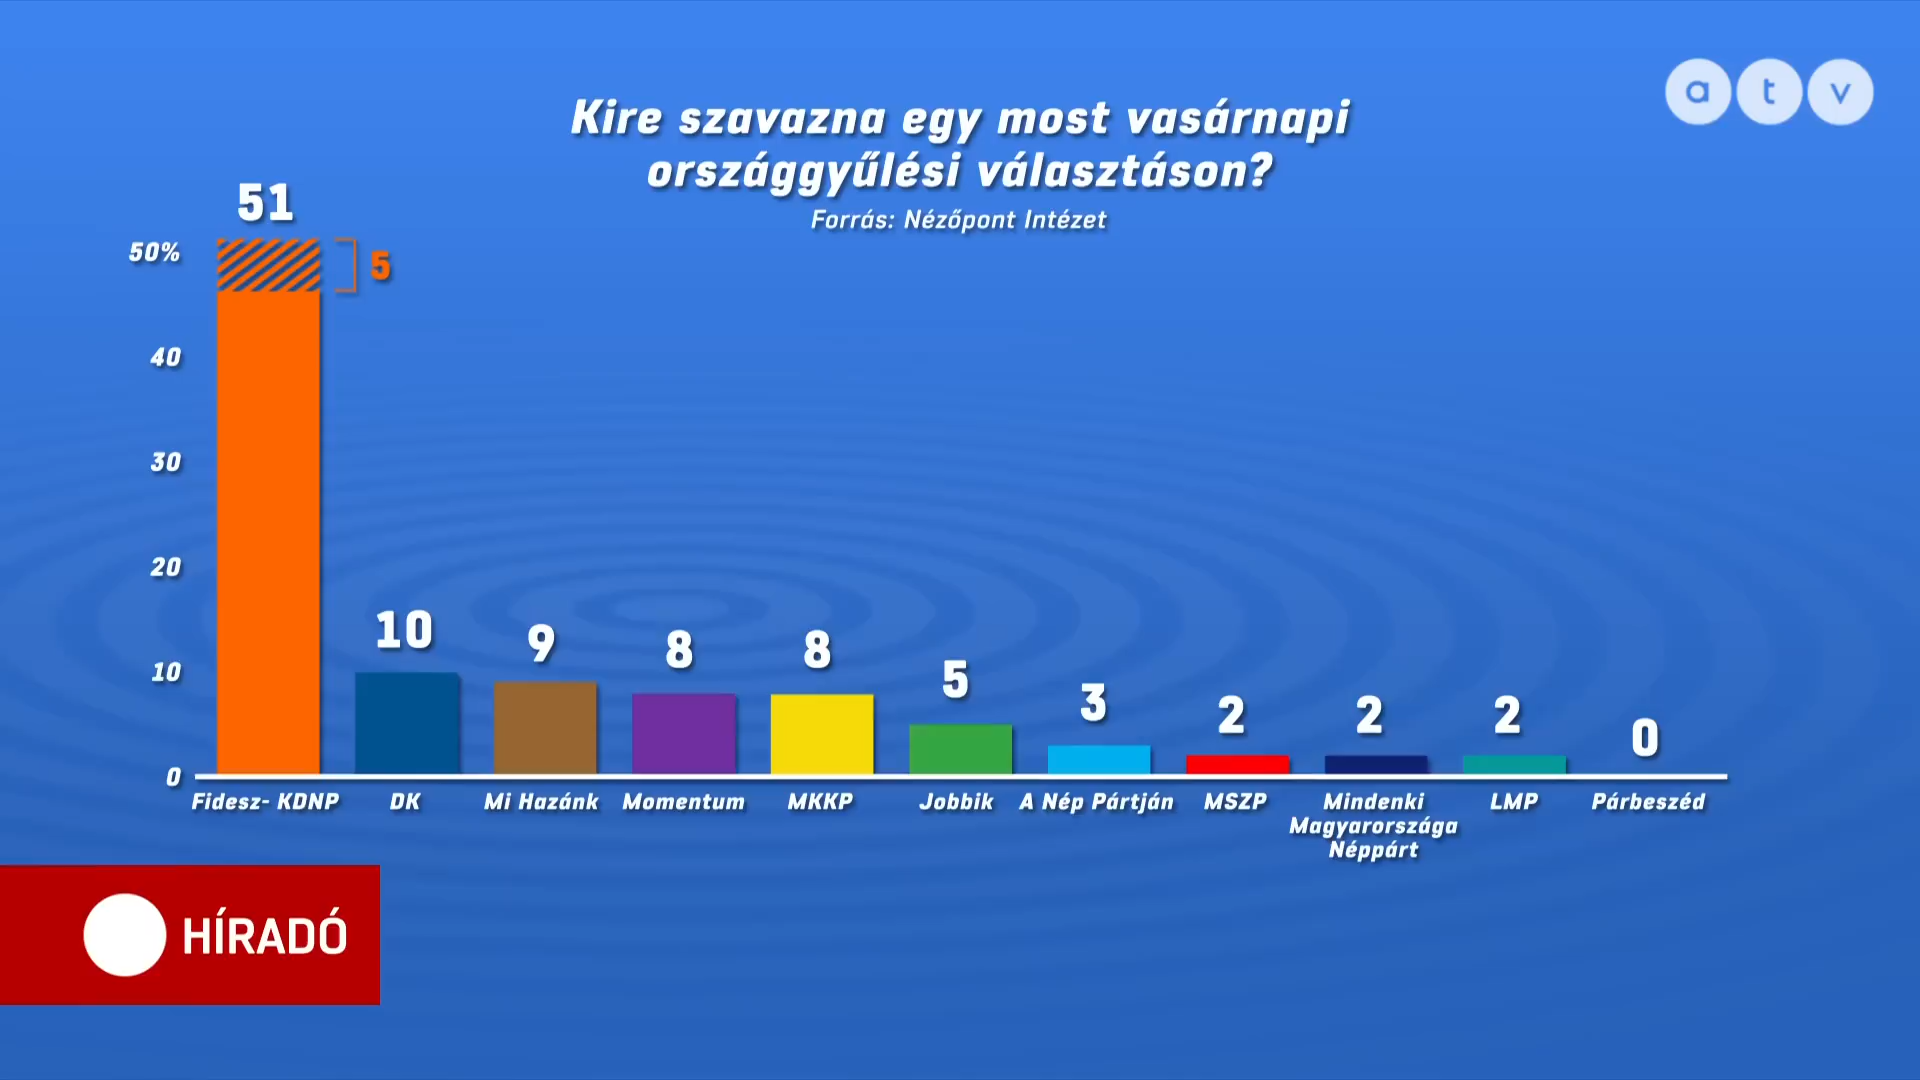 a t v
Kire szavazna egy most vasárnapi
országgyűlési választáson?
Forrás: Nézőpont Intézet
51
50%
5
40
30
20
10
0
10
9
8
8
5
3
2
2
2
0
Fidesz- KDNP
DK
Mi Hazánk
Momentum
MKKP
Jobbik
A Nép Pártján
MSZP
Mindenki
Magyarországa
Néppárt
LMP
Párbeszéd
HÍRADÓ